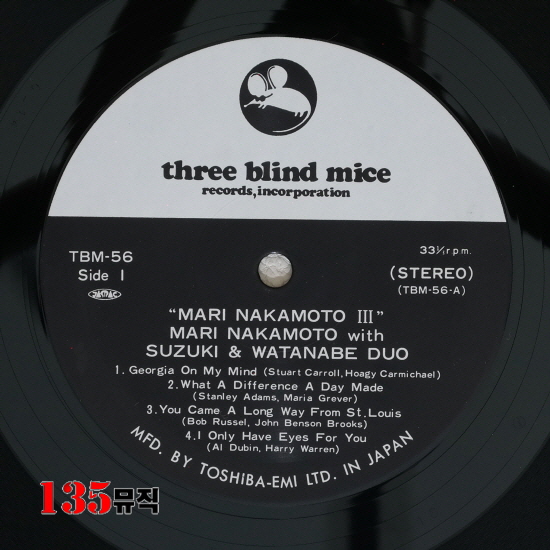 three blind mice
records, incorporation
TBM-56
Side 1
33⅓ r.p.m.
(STEREO)
(TBM-56-A)
"MARI NAKAMOTO III"
MARI NAKAMOTO with
SUZUKI & WATANABE DUO
1. Georgia On My Mind (Stuart Carroll, Hoagy Carmichael)
2. What A Difference A Day Made
(Stanley Adams, Maria Grever)
3. You Came A Long Way From St. Louis
(Bob Russel, John Benson Brooks)
4. I Only Have Eyes For You
(Al Dubin, Harry Warren)
MFD. BY TOSHIBA-EMI LTD. IN JAPAN
135뮤직